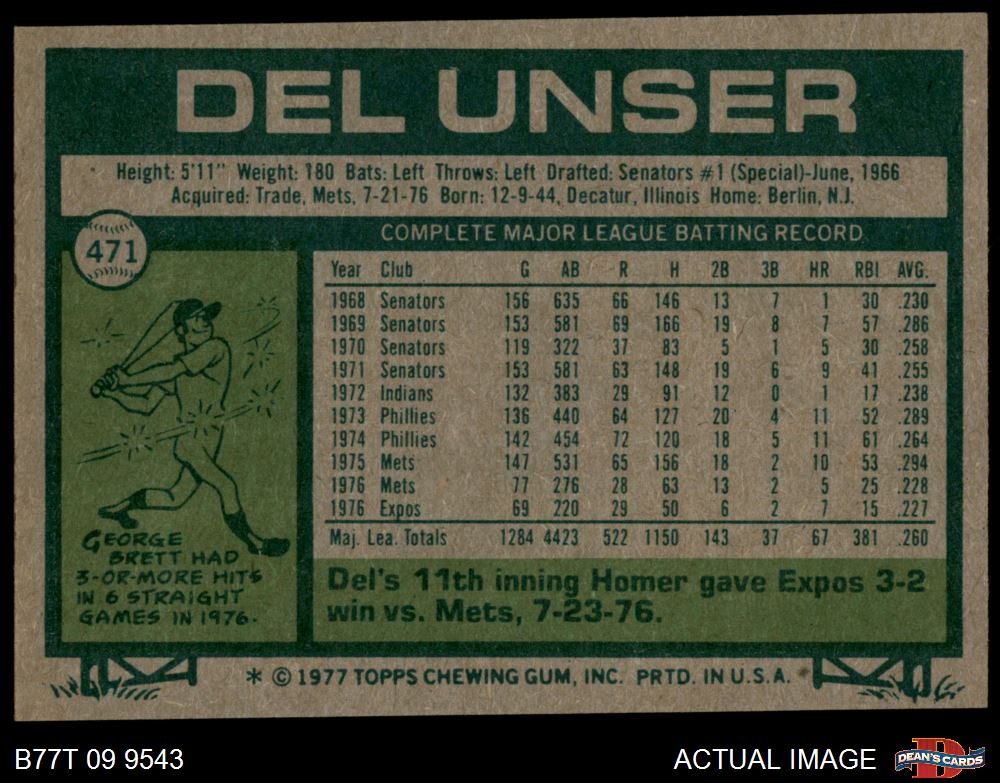 DEL UNSER
Height: 5'11" Weight: 180 Bats: Left Throws: Left Drafted: Senators #1 (Special)-June, 1966
Acquired: Trade, Mets, 7-21-76 Born: 12-9-44, Decatur, Illinois Home: Berlin, N.J.
471
COMPLETE MAJOR LEAGUE BATTING RECORD
Year Club G AB R H 2B 3B HR RBI AVG.
1968 Senators 156 635 66 146 13 7 1 30 .230
1969 Senators 153 581 69 166 19 8 7 57 .286
1970 Senators 119 322 37 83 5 1 5 30 .258
1971 Senators 153 581 63 148 19 6 9 41 .255
1972 Indians 132 383 29 91 12 0 1 17 .238
1973 Phillies 136 440 64 127 20 4 11 52 .289
1974 Phillies 142 454 72 120 18 5 11 61 .264
1975 Mets 147 531 65 156 18 2 10 53 .294
1976 Mets 77 276 28 63 13 2 5 25 .228
1976 Expos 69 220 29 50 6 2 7 15 .227
Maj. Lea. Totals 1284 4423 522 1150 143 37 67 381 .260
GEORGE
BRETT HAD
3-OR-MORE HITS
IN 6 STRAIGHT
GAMES IN 1976.
Del's 11th inning Homer gave Expos 3-2
win vs. Mets, 7-23-76.
* © 1977 TOPPS CHEWING GUM, INC. PRTD. IN U.S.A.
B77T 09 9543
ACTUAL IMAGE
D
DEAN'S CARDS